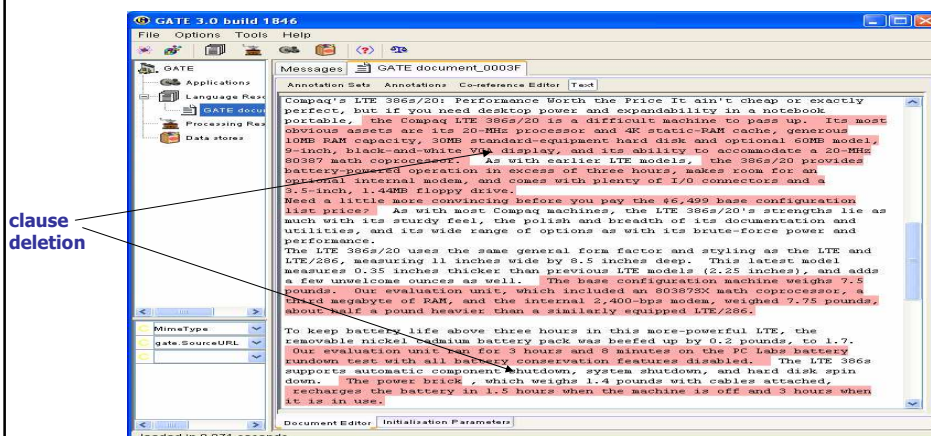 GATE 3.0 build 1846
File Options Tools Help
GATE
Applications
Language Reso
GATE docu
Processing Res
Data stores
MimeType
gate.SourceURL
clause
deletion
Messages GATE document_0003F
Annotation Sets Annotations Co-reference Editor Text
Compaq's LTE 386s/20: Performance Worth the Price It ain't cheap or exactly
perfect, but if you need desktop power and expandability in a notebook
portable, the Compaq LTE 386s/20 is a difficult machine to pass up. Its most
obvious assets are its 20-MHz processor and 4K static-RAM cache, generous
10MB RAM capacity, 30MB standard-equipment hard disk and optional 60MB model,
9-inch, black-and-white VGA display, and its ability to accommodate a 20-MHz
80387 math coprocessor. As with earlier LTE models, the 386s/20 provides
battery-powered operation in excess of three hours, makes room for an
optional internal modem, and comes with plenty of I/O connectors and a
3.5-inch, 1.44MB floppy drive.
Need a little more convincing before you pay the $6,499 base configuration
list price? As with most Compaq machines, the LTE 386s/20's strengths lie as
much with its sturdy feel, the polish and breadth of its documentation and
utilities, and its wide range of options as with its brute-force power and
performance.
The LTE 386s/20 uses the same general form factor and styling as the LTE and
LTE/286, measuring 11 inches wide by 8.5 inches deep. This latest model
measures 0.35 inches thicker than previous LTE models (2.25 inches), and adds
a few unwelcome ounces as well. The base configuration machine weighs 7.5
pounds. Our evaluation unit, which included an 80387SX math coprocessor, a
third megabyte of RAM, and the internal 2,400-bps modem, weighed 7.75 pounds,
about half a pound heavier than a similarly equipped LTE/286.
To keep battery life above three hours in this more-powerful LTE, the
removable nickel cadmium battery pack was beefed up by 0.2 pounds, to 1.7.
Our evaluation unit ran for 3 hours and 8 minutes on the PC Labs battery
rundown test with all battery conservation features disabled. The LTE 386s
supports automatic component shutdown, system shutdown, and hard disk spin
down. The power brick , which weighs 1.4 pounds with cables attached,
recharges the battery in 1.5 hours when the machine is off and 3 hours when
it is in use.
Document Editor Initialisation Parameters